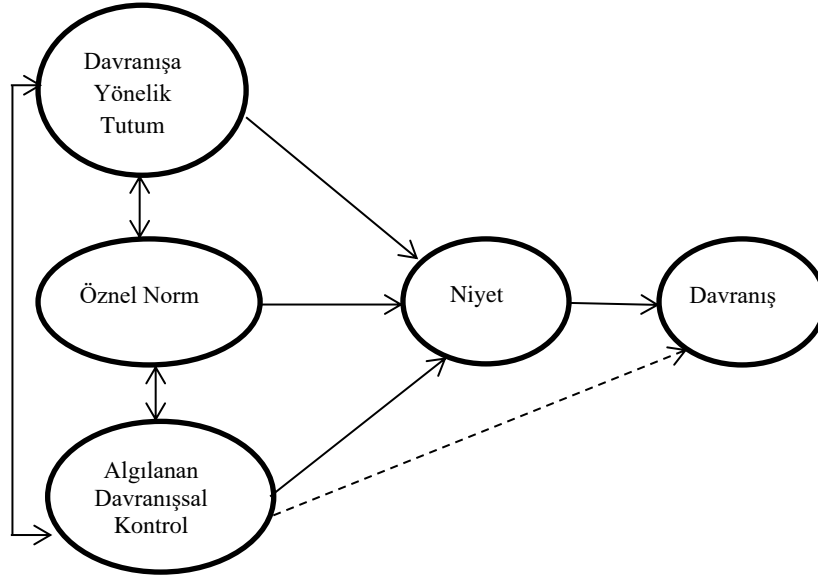 Davranışa
Yönelik
Tutum
Öznel Norm
Niyet
Davranış
Algılanan
Davranışsal
Kontrol